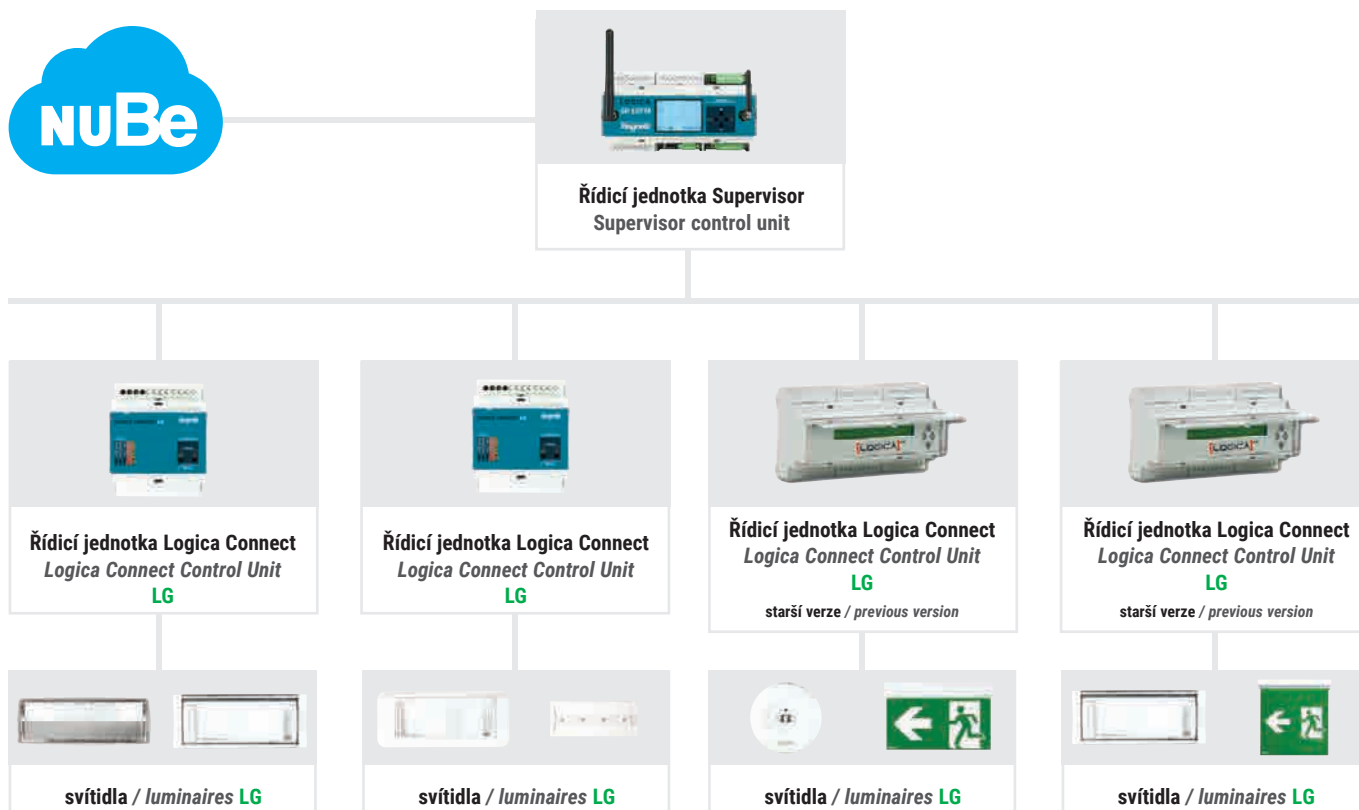 NUBe
LOGICA
Řídicí jednotka Supervisor
Supervisor control unit
Řídicí jednotka Logica Connect
Logica Connect Control Unit
LG
Řídicí jednotka Logica Connect
Logica Connect Control Unit
LG
[LOGICA]
Řídicí jednotka Logica Connect
Logica Connect Control Unit
LG
starší verze / previous version
[LOGICA]
Řídicí jednotka Logica Connect
Logica Connect Control Unit
LG
starší verze / previous version
svítidla / luminaires LG
svítidla / luminaires LG
svítidla / luminaires LG
svítidla / luminaires LG